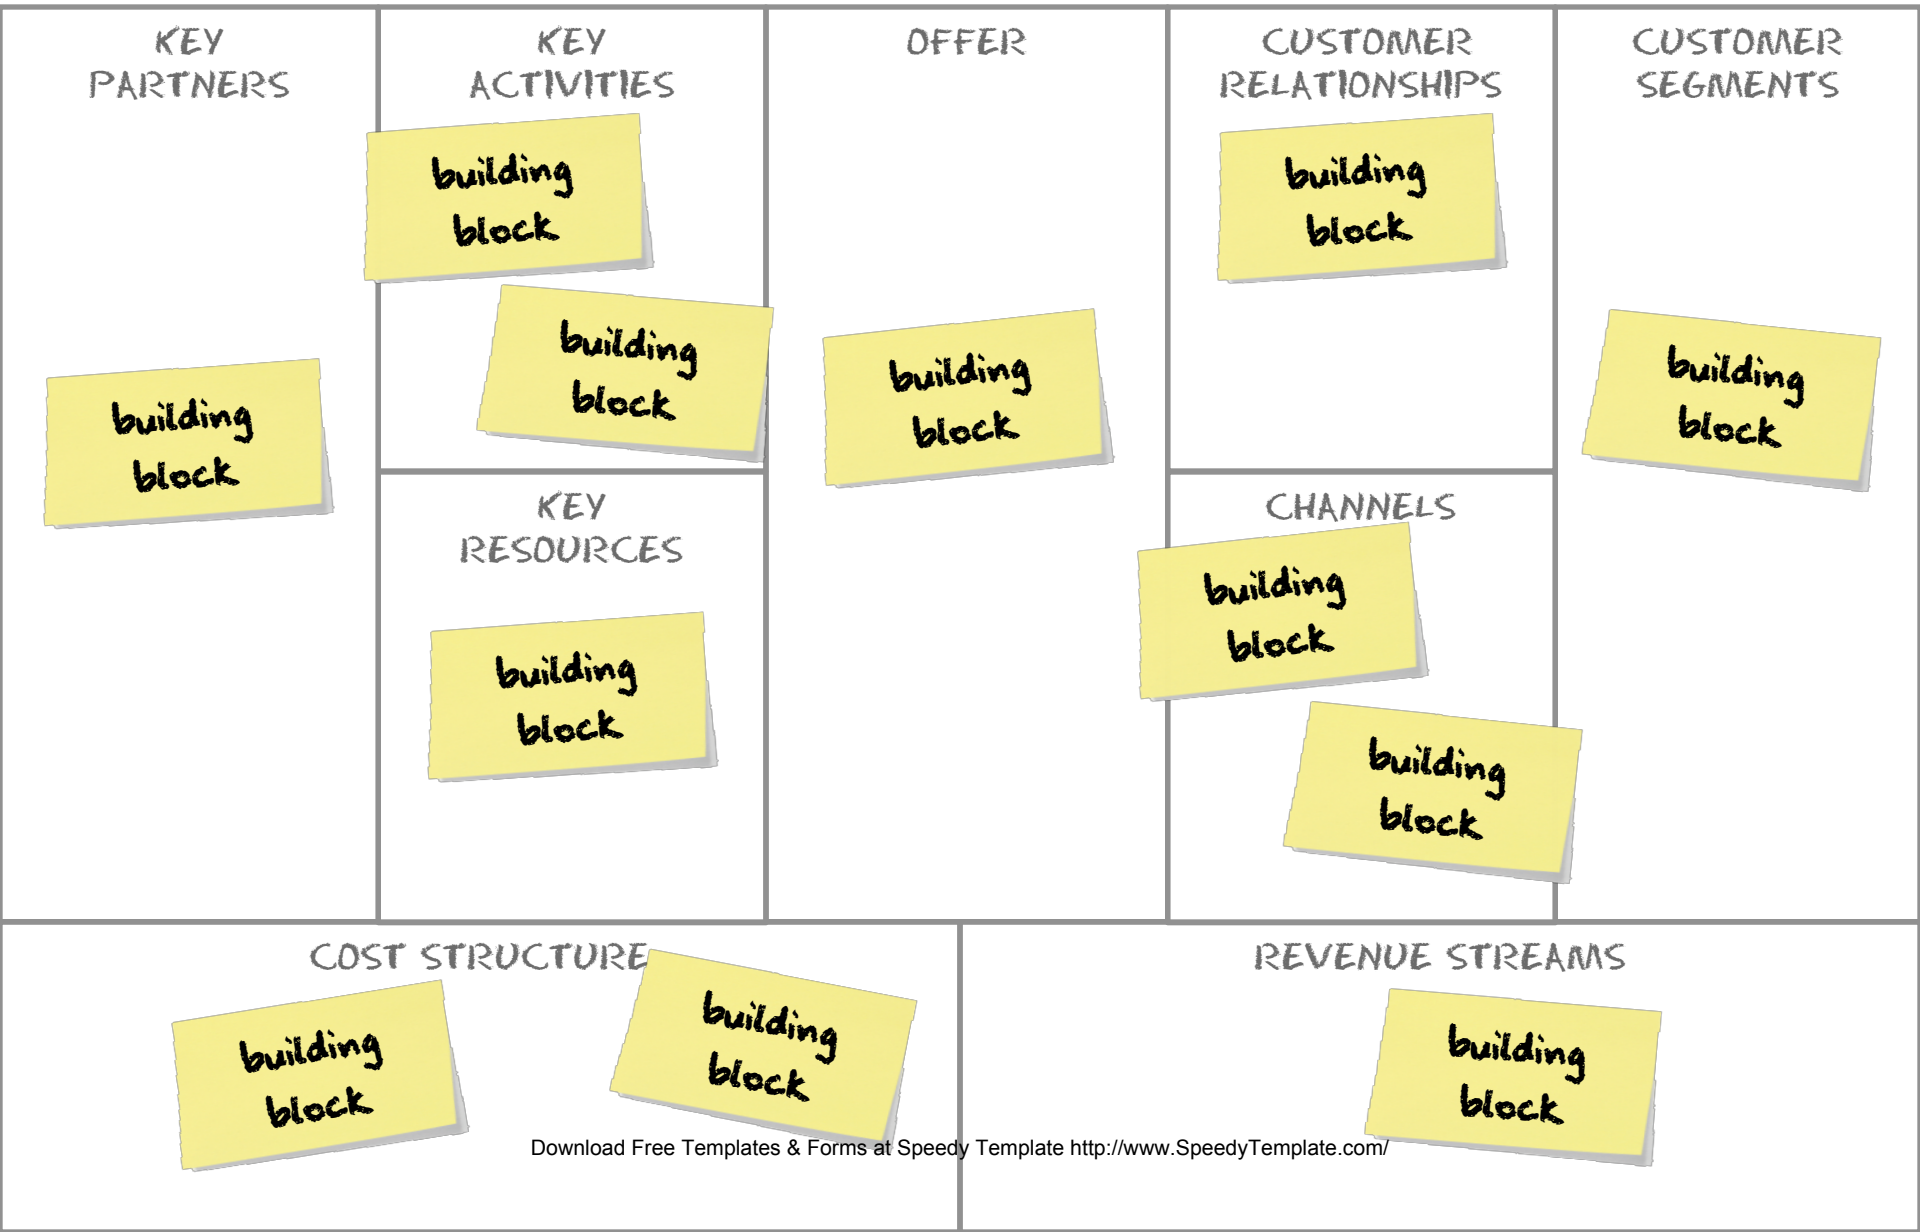 KEY
PARTNERS
building
block
KEY
ACTIVITIES
building
block
building
block
KEY
RESOURCES
building
block
OFFER
building
block
CUSTOMER
RELATIONSHIPS
building
block
CHANNELS
building
block
building
block
CUSTOMER
SEGMENTS
building
block
COST STRUCTURE
building
block
building
block
REVENUE STREAMS
building
block
Download Free Templates & Forms at Speedy Template http://www.SpeedyTemplate.com/